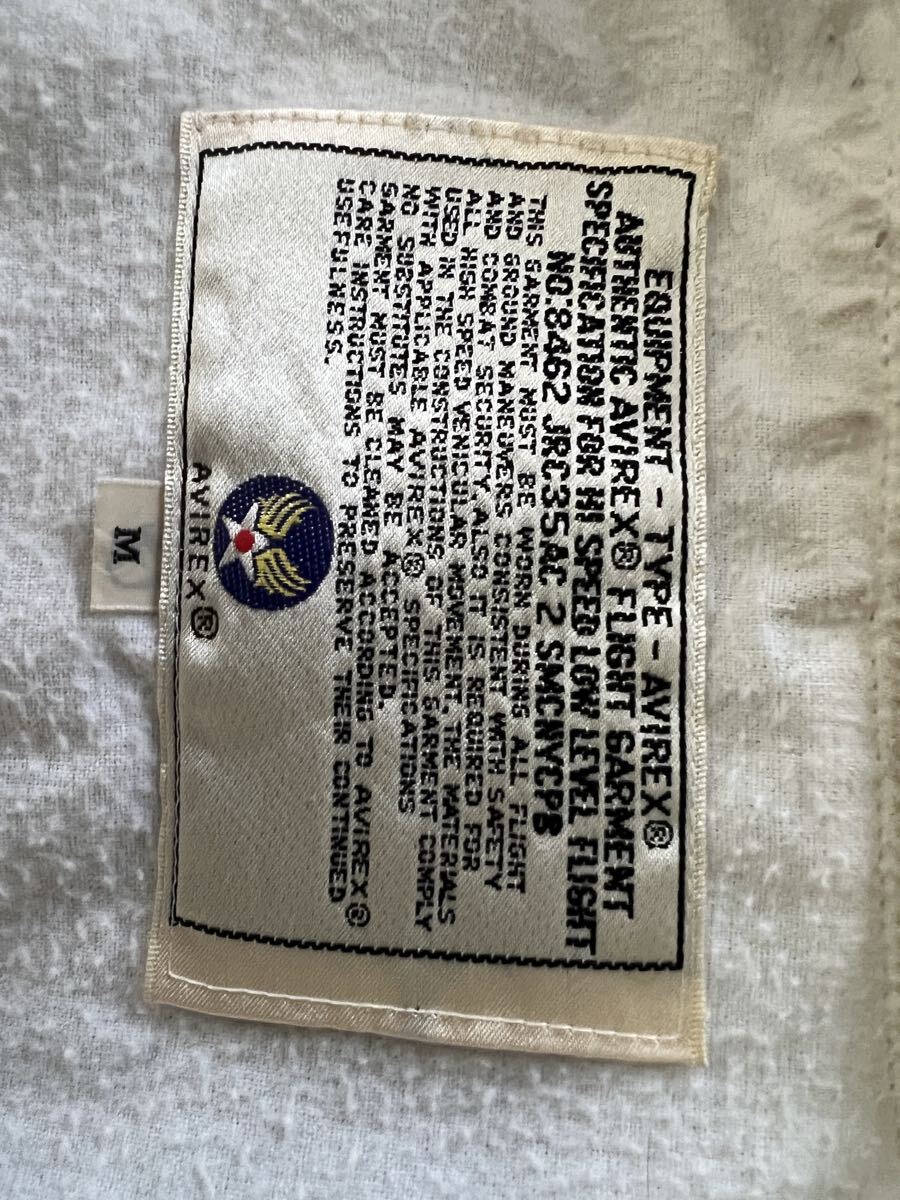 EQUIPMENT - TYPE - AVIREX®
AUTHENTIC AVIREX® FLIGHT GARMENT
SPECIFICATION FOR HI SPEED LOW LEVEL FLIGHT
NO.8462 JRC35AC 2 SMCNVCPB
THIS GARMENT MUST BE WORN DURING ALL FLIGHT
AND GROUND MANEUVERS CONSISTENT WITH SAFETY
AND COMBAT SECURITY, ALSO IT IS REQUIRED FOR
ALL HIGH SPEED VENICULAR MOVEMENT, THE MATERIALS
USED IN THE CONSTRUCTIONS OF THIS GARMENT COMPLY
WITH APPLICABLE AVIREX® SPECIFICATIONS
NO SUBSTITUTES MAY BE ACCEPTED.
GARMENT MUST BE CLEANED ACCORDING TO AVIREX®
CARE INSTRUCTIONS TO PRESERVE THEIR CONTINUED
USEFULNESS.
AVIREX®
M